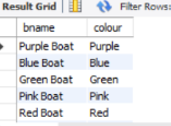 Result Grid Filter Rows:
bname colour
Purple Boat Purple
Blue Boat Blue
Green Boat Green
Pink Boat Pink
Red Boat Red